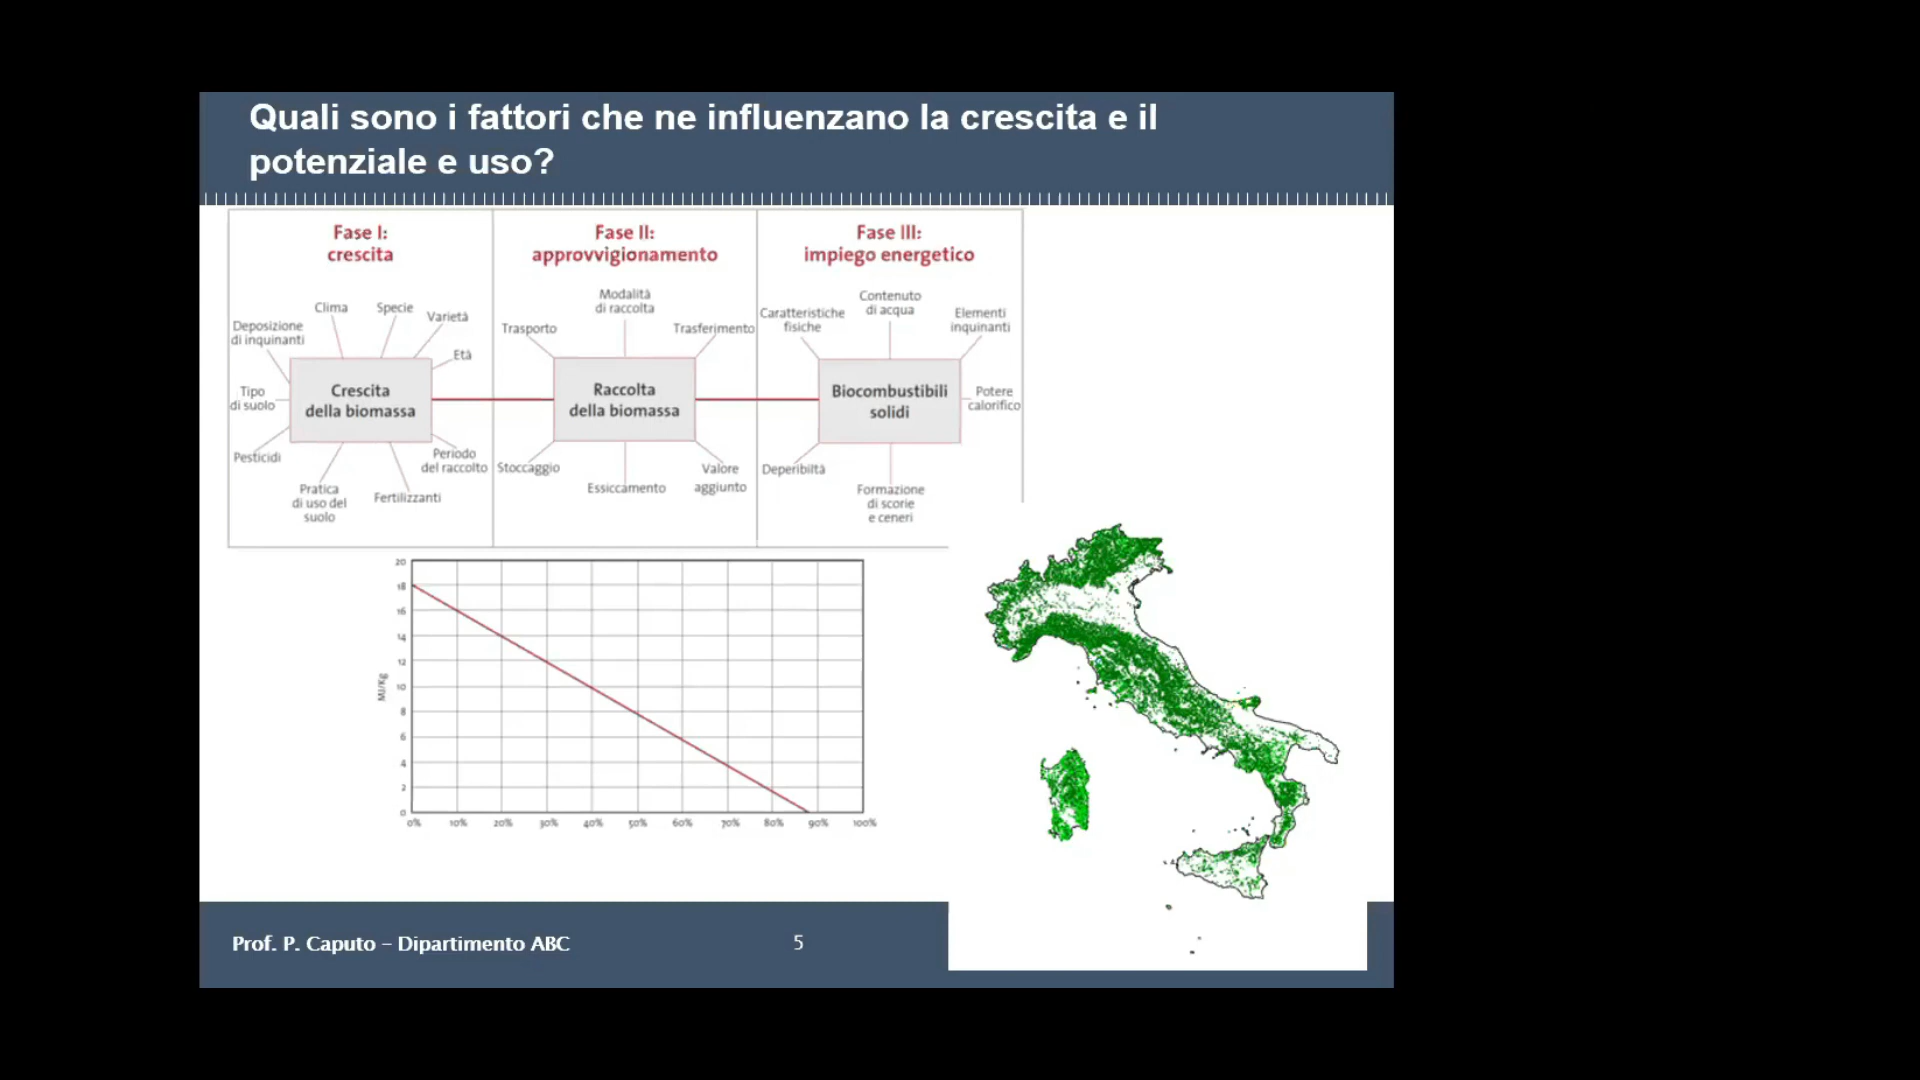 Quali sono i fattori che ne influenzano la crescita e il
potenziale e uso?
Fase I:
crescita
Clima
Specie
Varietà
Deposizione
di inquinanti
Età
Tipo
di suolo
Crescita
della biomassa
Pesticidi
Periodo
del raccolto
Pratica
di uso del
suolo
Fertilizzanti
Fase II:
approvvigionamento
Modalità
di raccolta
Trasporto
Trasferimento
Raccolta
della biomassa
Stoccaggio
Essiccamento
Valore
aggiunto
Fase III:
impiego energetico
Contenuto
di acqua
Caratteristiche
fisiche
Elementi
inquinanti
Biocombustibili
solidi
Potere
calorifico
Deperibiltà
Formazione
di scorie
e ceneri
20
18
16
14
12
10
8
6
4
2
0
MJ/Kg
0% 10% 20% 30% 40% 50% 60% 70% 80% 90% 100%
Prof. P. Caputo – Dipartimento ABC
5